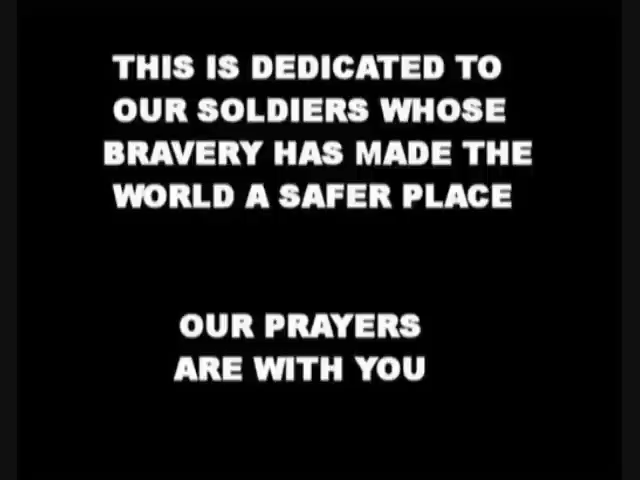 THIS IS DEDICATED TO
OUR SOLDIERS WHOSE
BRAVERY HAS MADE THE
WORLD A SAFER PLACE
OUR PRAYERS
ARE WITH YOU